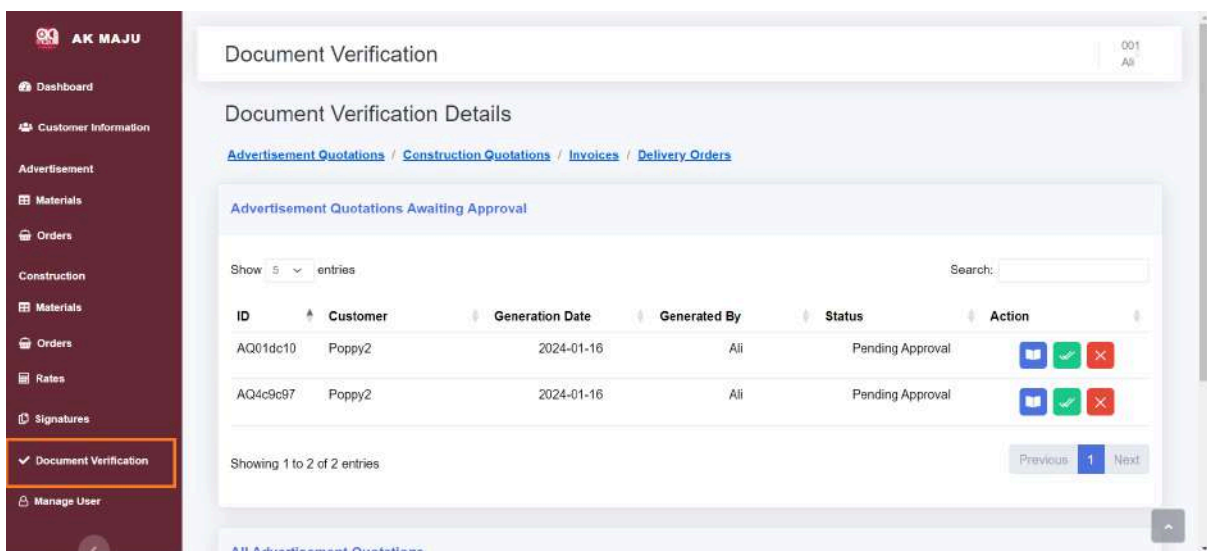 AK MAJU
Dashboard
Customer Information
Advertisement
Materials
Orders
Construction
Materials
Orders
Rates
Signatures
Document Verification
Manage User
Document Verification
001
Ali
Document Verification Details
Advertisement Quotations / Construction Quotations / Invoices / Delivery Orders
Advertisement Quotations Awaiting Approval
Show 5 entries
Search:
ID Customer Generation Date Generated By Status Action
AQ01dc10 Poppy2 2024-01-16 Ali Pending Approval
AQ4c9c97 Poppy2 2024-01-16 Ali Pending Approval
Showing 1 to 2 of 2 entries
Previous 1 Next
All Advertisement Quotations